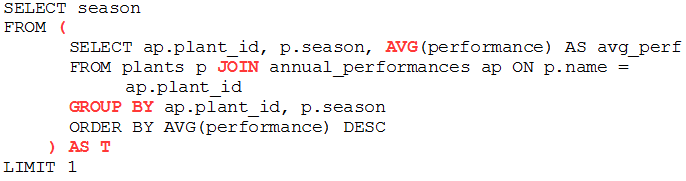 SELECT season
FROM (
SELECT ap.plant_id, p.season, AVG(performance) AS avg_perf
FROM plants p JOIN annual_performances ap ON p.name =
ap.plant_id
GROUP BY ap.plant_id, p.season
ORDER BY AVG(performance) DESC
) AS T
LIMIT 1